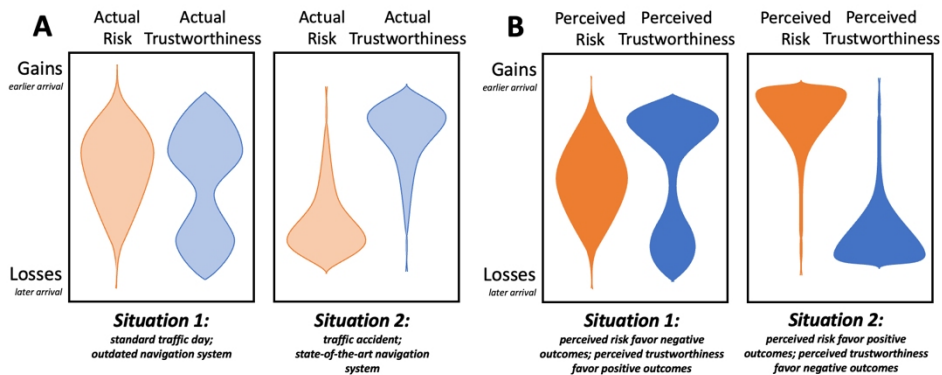 A
Actual Actual
Risk Trustworthiness
Actual Actual
Risk Trustworthiness
Gains
earlier arrival
Losses
later arrival
Situation 1:
standard traffic day;
outdated navigation system
Situation 2:
traffic accident;
state-of-the-art navigation
system
B
Perceived Perceived
Risk Trustworthiness
Perceived Perceived
Risk Trustworthiness
Gains
earlier arrival
Losses
later arrival
Situation 1:
perceived risk favor negative
outcomes; perceived trustworthiness
favor positive outcomes
Situation 2:
perceived risk favor positive
outcomes; perceived trustworthiness
favor negative outcomes